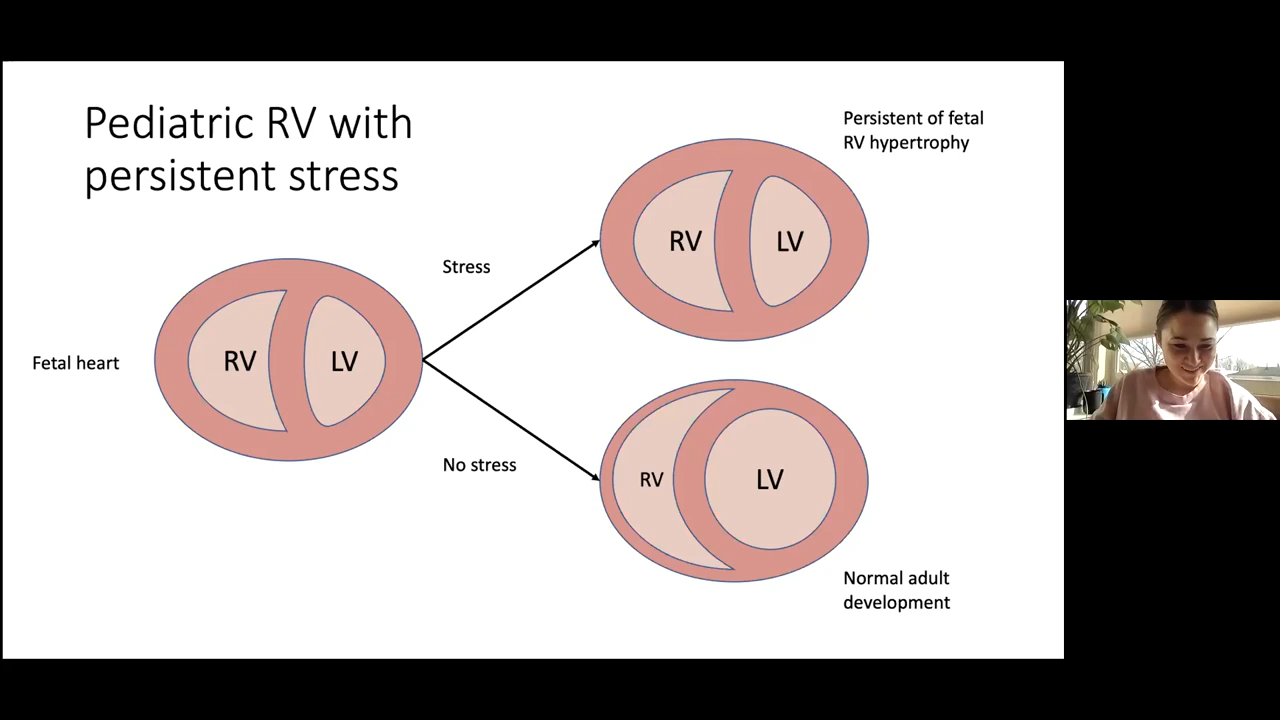 Pediatric RV with
persistent stress
Persistent of fetal
RV hypertrophy
RV
LV
Stress
Fetal heart
RV
LV
No stress
RV
LV
Normal adult
development